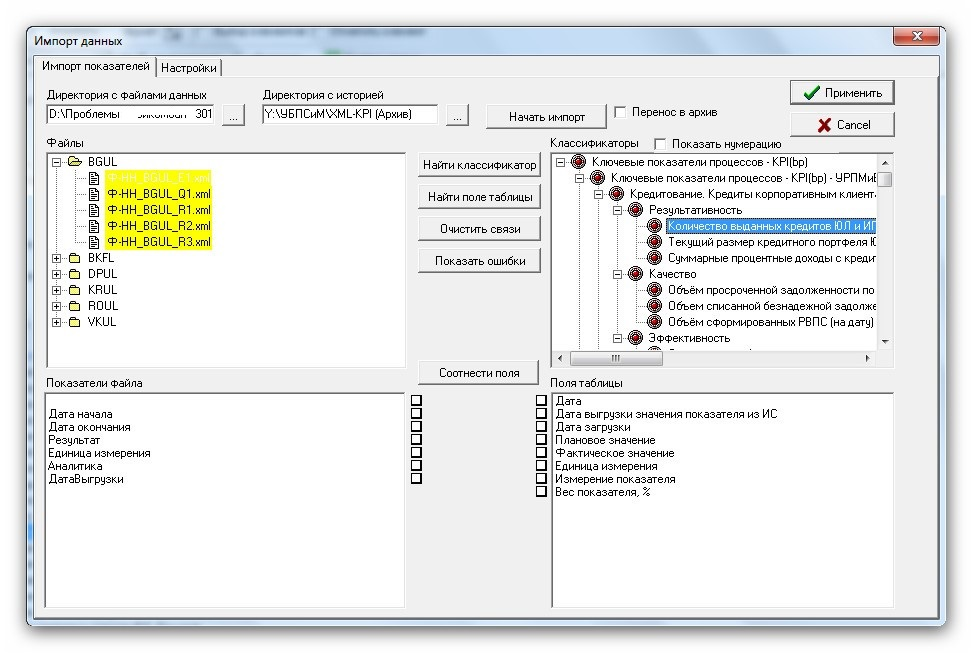 Импорт данных
Импорт показателей
Настройки
Применить
Cancel
Директория с файлами данных
Директория с историей
D:\Проблемы 301
...
Y:\УБПСиМ\XML-KPI (Архив)
...
Начать импорт
Перенос в архив
Файлы
BGUL
Ф-НН_BGUL_E1.xml
Ф-НН_BGUL_Q1.xml
Ф-НН_BGUL_R1.xml
Ф-НН_BGUL_R2.xml
Ф-НН_BGUL_R3.xml
BKFL
DPUL
KRUL
ROUL
VKUL
Найти классификатор
Найти поле таблицы
Очистить связи
Показать ошибки
Соотнести поля
Классификаторы
Показать нумерацию
Ключевые показатели процессов - KPI(bp)
Ключевые показатели процессов - KPI(bp) - УРПМиБ
Кредитование. Кредиты корпоративным клиент
Результативность
Количество выданных кредитов ЮЛ и ИГ
Текущий размер кредитного портфеля Ю
Суммарные процентные доходы с креди
Качество
Объём просроченной задолженности по
Объем списанной безнадежной задолже
Объём сформированных РВПС (на дату)
Эффективность
Показатели файла
Дата начала
Дата окончания
Результат
Единица измерения
Аналитика
ДатаВыгрузки
Поля таблицы
Дата
Дата выгрузки значения показателя из ИС
Дата загрузки
Плановое значение
Фактическое значение
Единица измерения
Измерение показателя
Вес показателя, %